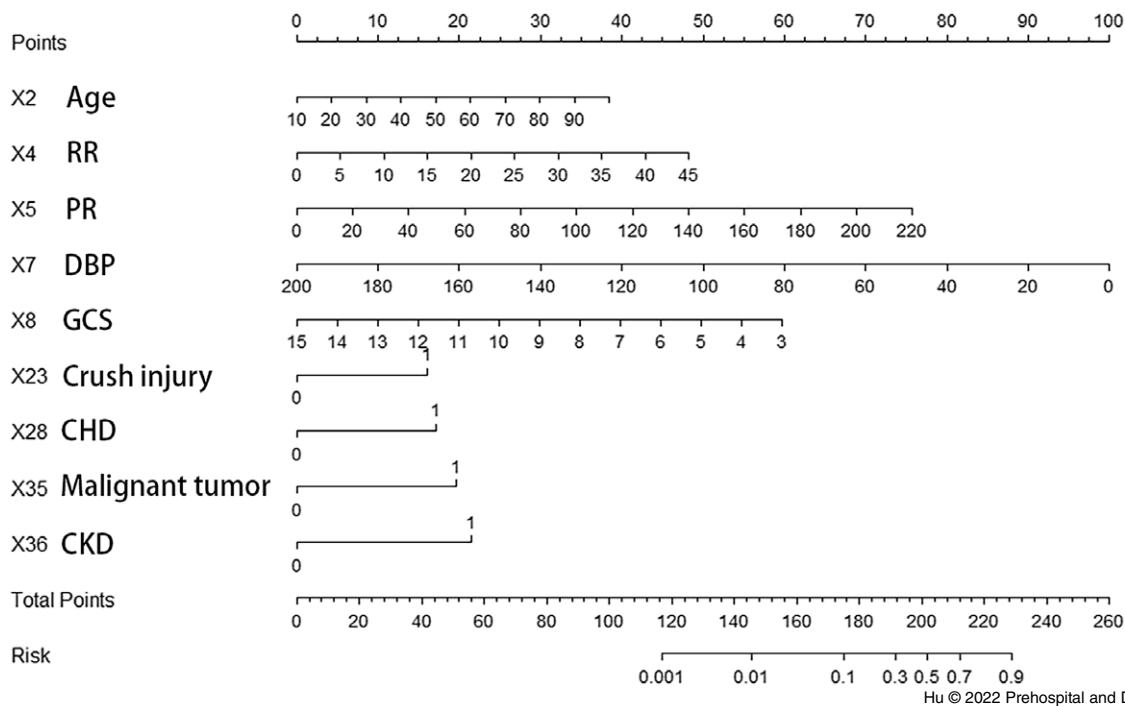 0 10 20 30 40 50 60 70 80 90 100
Points
X2 Age
10 20 30 40 50 60 70 80 90
X4 RR
0 5 10 15 20 25 30 35 40 45
X5 PR
0 20 40 60 80 100 120 140 160 180 200 220
X7 DBP
200 180 160 140 120 100 80 60 40 20 0
X8 GCS
15 14 13 12 11 10 9 8 7 6 5 4 3
1
X23 Crush injury
0
1
X28 CHD
0
1
X35 Malignant tumor
0
1
X36 CKD
0
Total Points
0 20 40 60 80 100 120 140 160 180 200 220 240 260
Risk
0.001 0.01 0.1 0.3 0.5 0.7 0.9
Hu © 2022 Prehospital and D